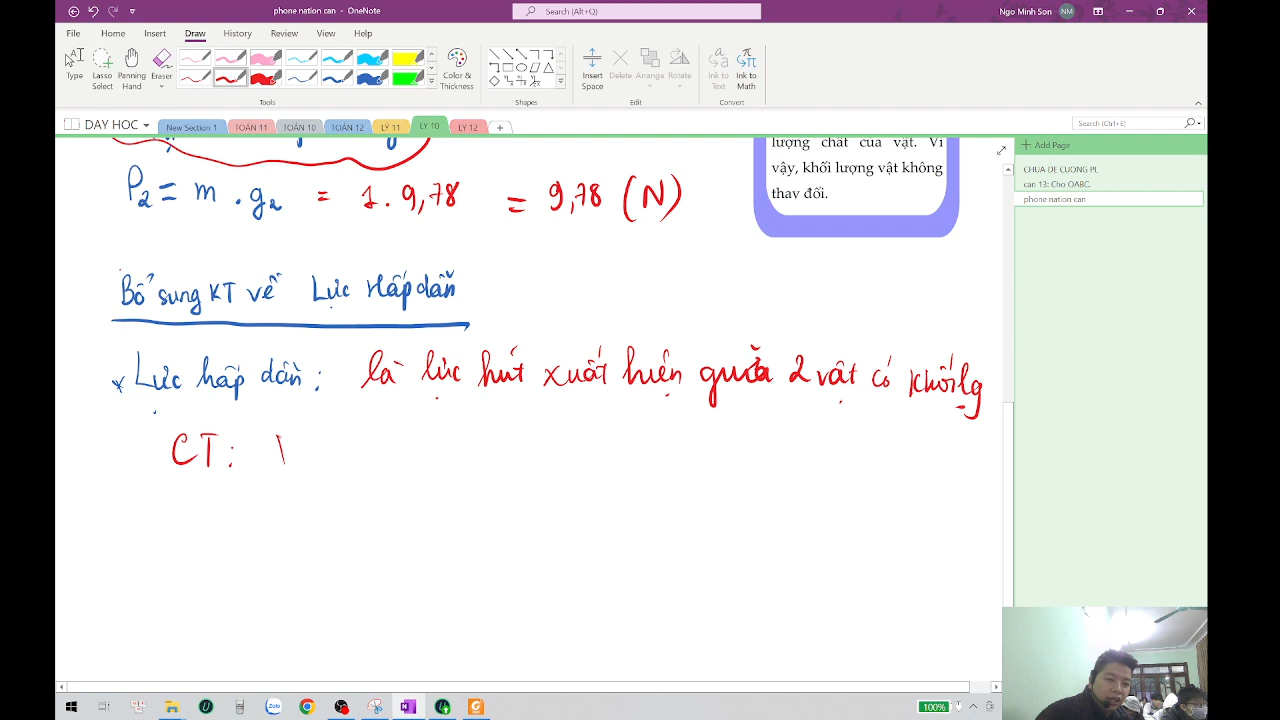 phone nation can - OneNote
Search (Alt+Q)
Ngo Minh Son
NM
File Home Insert Draw History Review View Help
Type
Lasso Select
Panning Hand
Eraser
Color & Thickness
Insert Space
Delete
Arrange
Rotate
Ink to Text
Ink to Math
Tools
Shapes
Edit
Convert
DAY HOC
New Section 1 TOÁN 11 TOÁN 10 TOÁN 12 LÝ 11 LY 10 LY 12
Search (Ctrl+E)
Add Page
CHUA DE CUONG PL
can 13: Cho OABC.
phone nation can
lượng chất của vật. Vì
vậy, khối lượng vật không
thay đổi.
P2 = m . g2 = 1. 9,78 = 9,78 (N)
Bổ sung KT về Lực Hấp dẫn
* Lực hấp dẫn : là lực hút xuất hiện giữa 2 vật có khối lg
CT :
100%